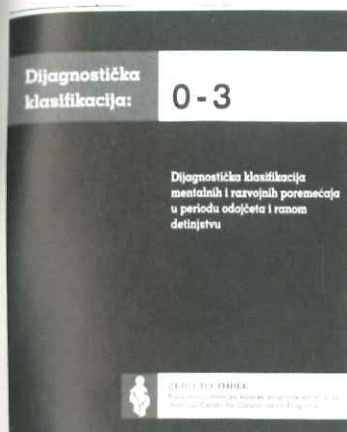 Dijagnostička
klasifikacija:
0 - 3
Dijagnostička klasifikacija
mentalnih i razvojnih poremećaja
u periodu odojčeta i ranom
detinjstvu
ZERO TO THREE